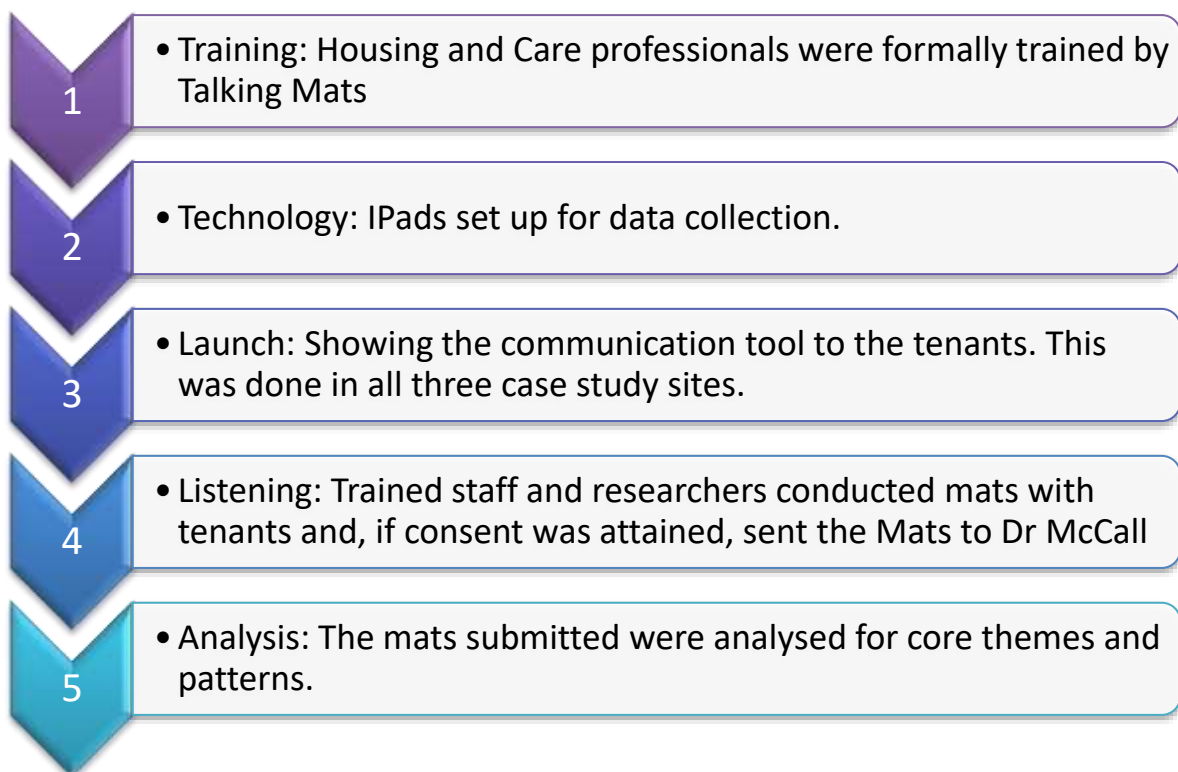 1
• Training: Housing and Care professionals were formally trained by
Talking Mats
2
• Technology: IPads set up for data collection.
3
• Launch: Showing the communication tool to the tenants. This
was done in all three case study sites.
4
• Listening: Trained staff and researchers conducted mats with
tenants and, if consent was attained, sent the Mats to Dr McCall
5
• Analysis: The mats submitted were analysed for core themes and
patterns.